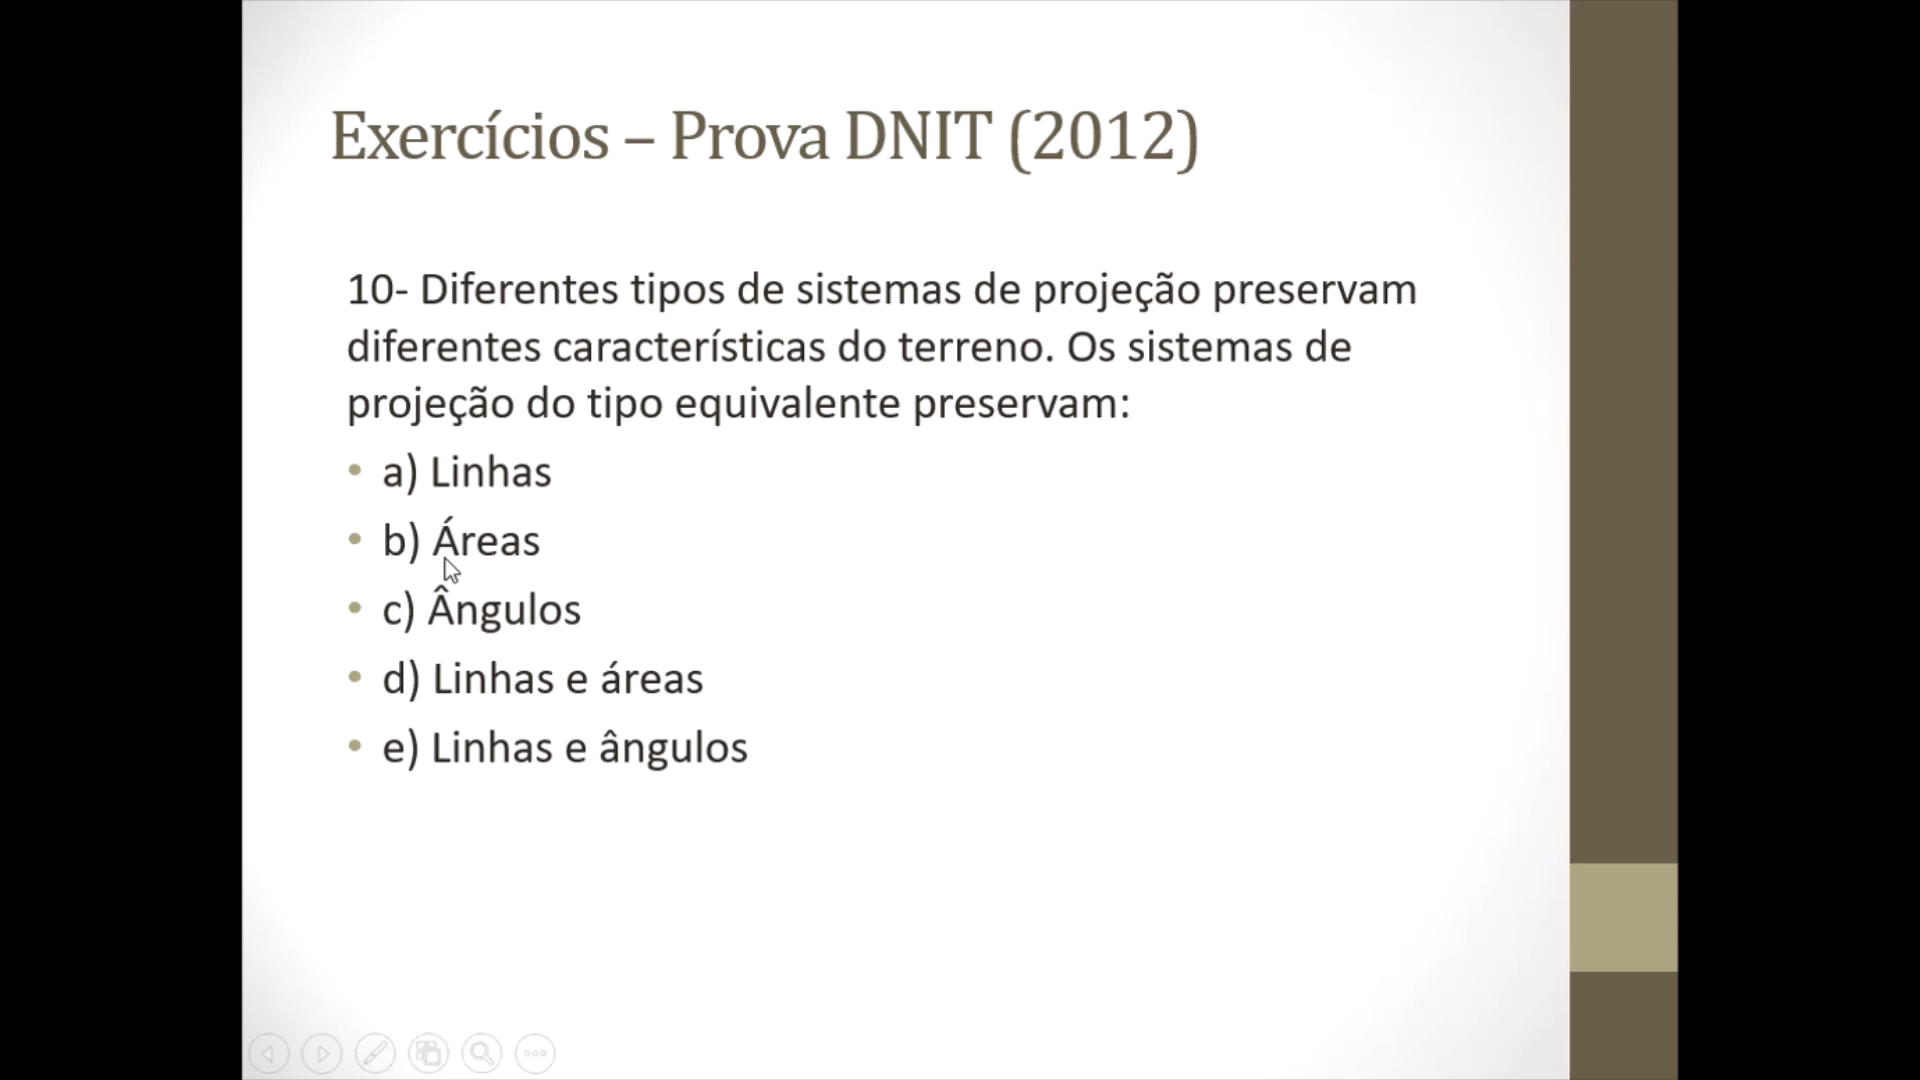 Exercícios – Prova DNIT (2012)
10- Diferentes tipos de sistemas de projeção preservam
diferentes características do terreno. Os sistemas de
projeção do tipo equivalente preservam:
• a) Linhas
• b) Áreas
• c) Ângulos
• d) Linhas e áreas
• e) Linhas e ângulos